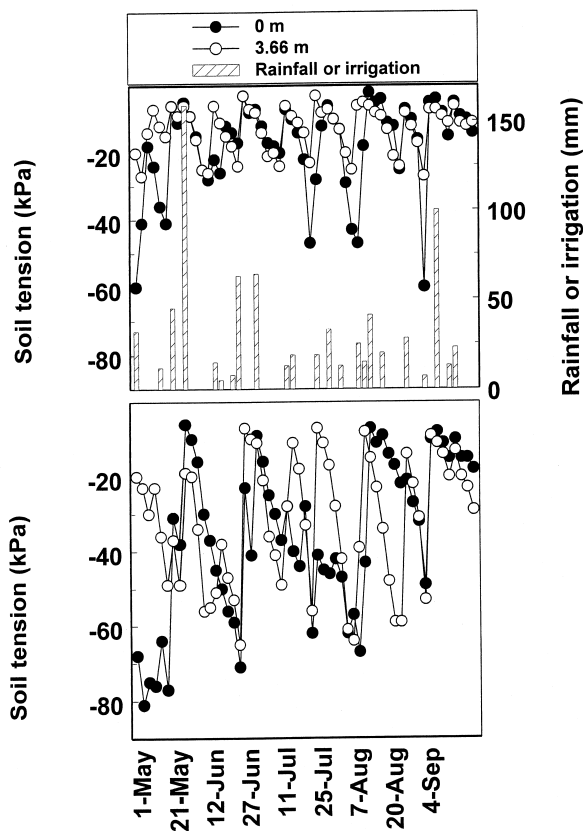 0 m
3.66 m
Rainfall or irrigation
Soil tension (kPa)
-20
-40
-60
-80
150
100
50
0
Rainfall or irrigation (mm)
Soil tension (kPa)
-20
-40
-60
-80
1-May
21-May
12-Jun
27-Jun
11-Jul
25-Jul
7-Aug
20-Aug
4-Sep